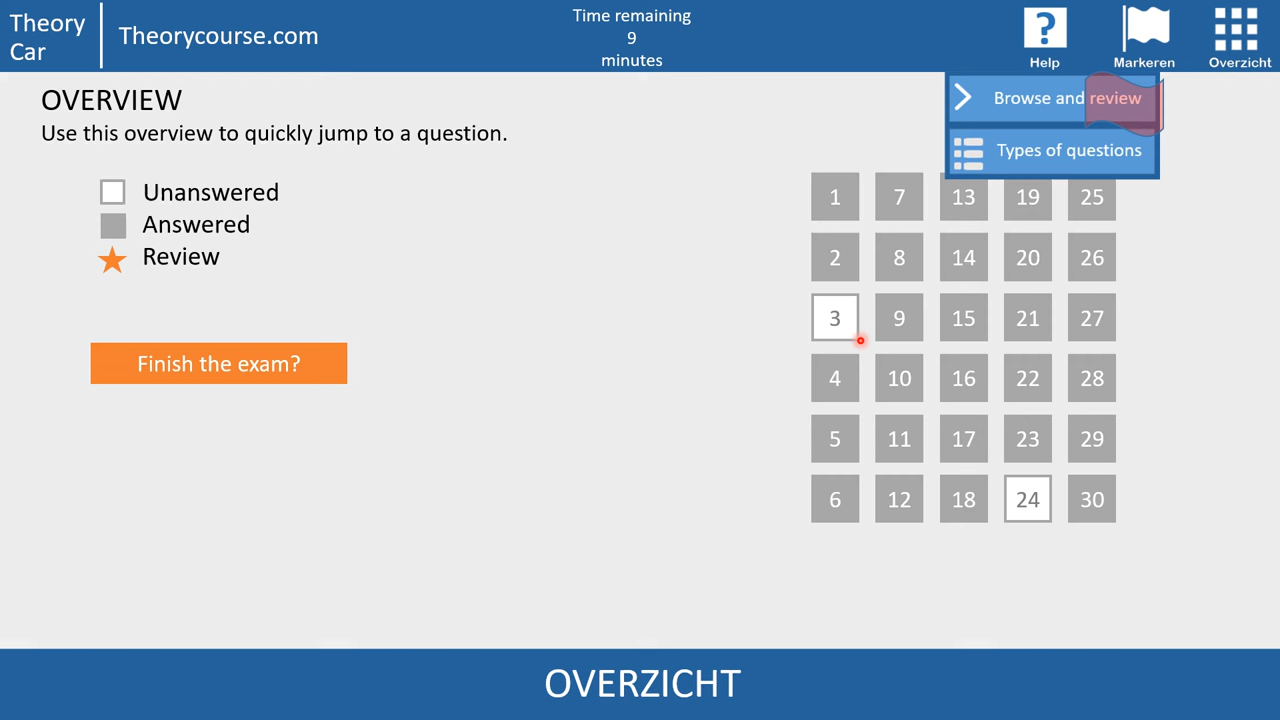 Theory
Car
Theorycourse.com
Time remaining
9
minutes
?
Help
Markeren
Overzicht
Browse and review
Types of questions
OVERVIEW
Use this overview to quickly jump to a question.
Unanswered
Answered
Review
Finish the exam?
1 7 13 19 25
2 8 14 20 26
3 9 15 21 27
4 10 16 22 28
5 11 17 23 29
6 12 18 24 30
OVERZICHT